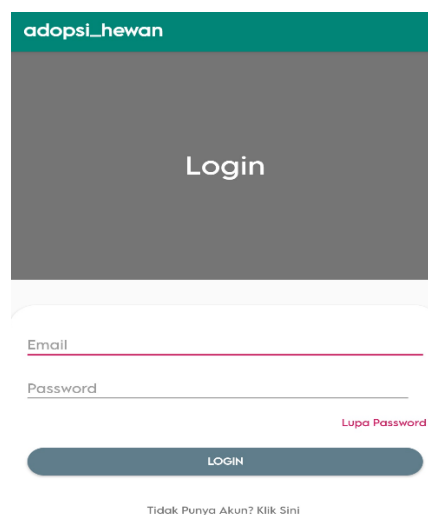 adopsi_hewan
Login
Email
Password
Lupa Password
LOGIN
Tidak Punya Akun? Klik Sini